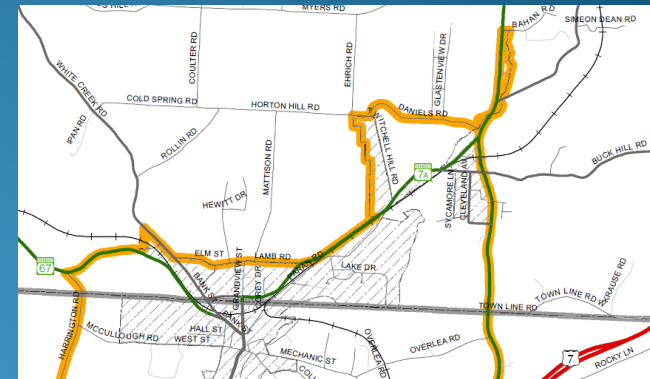 MYERS RD
BAHAN RD
SIMEON DEAN RD
COULTER RD
EHRICH RD
GLASTENVIEW DR
WHITE CREEK RD
COLD SPRING RD
HORTON HILL RD
DANIELS RD
IPAN RD
ROLLIN RD
MATTISON RD
TWITCHELL HILL RD
BUCK HILL RD
7A
SYCAMORE LN
CLEVELAND AV
HEWITT DR
ELM ST
LAMB RD
GRANDVIEW ST
LAKE DR
67
BANK ST
KRAUSE RD
TOWN LINE RD W
TOWN LINE RD
HARRINGTON RD
BANK ST
MCCULLOUGH RD
HALL ST
WEST ST
MECHANIC ST
OVERLEA RD
OVERLEA RD
7
ROCKY LN